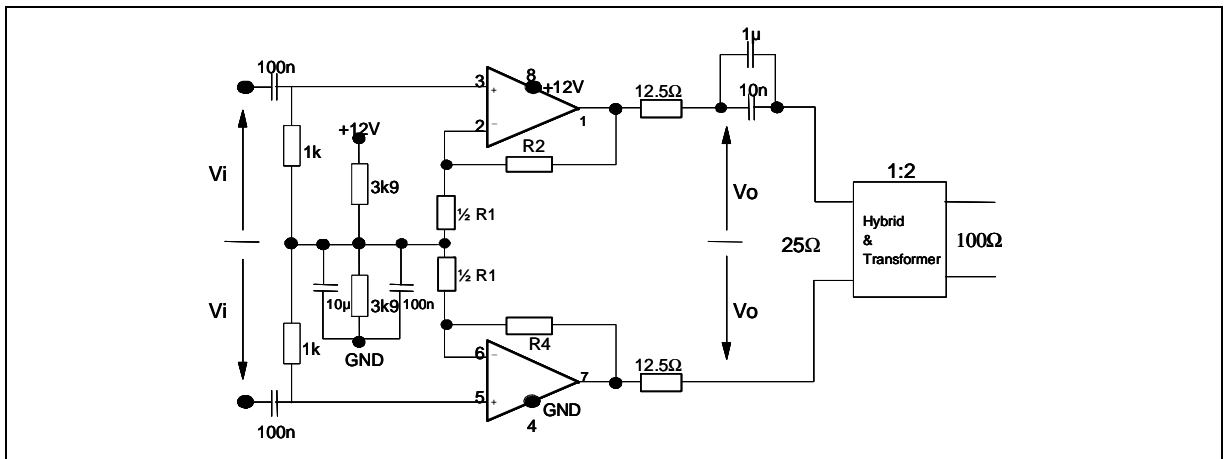 1µ
100n
8
+12V
3
+
12.5Ω
10n
1
2
−
+12V
R2
1k
Vi
3k9
Vo
1:2
½ R1
Hybrid
&
Transformer
25Ω
100Ω
½ R1
10µ
3k9
100n
Vi
Vo
R4
1k
GND
6
−
12.5Ω
7
5
+
GND
4
100n